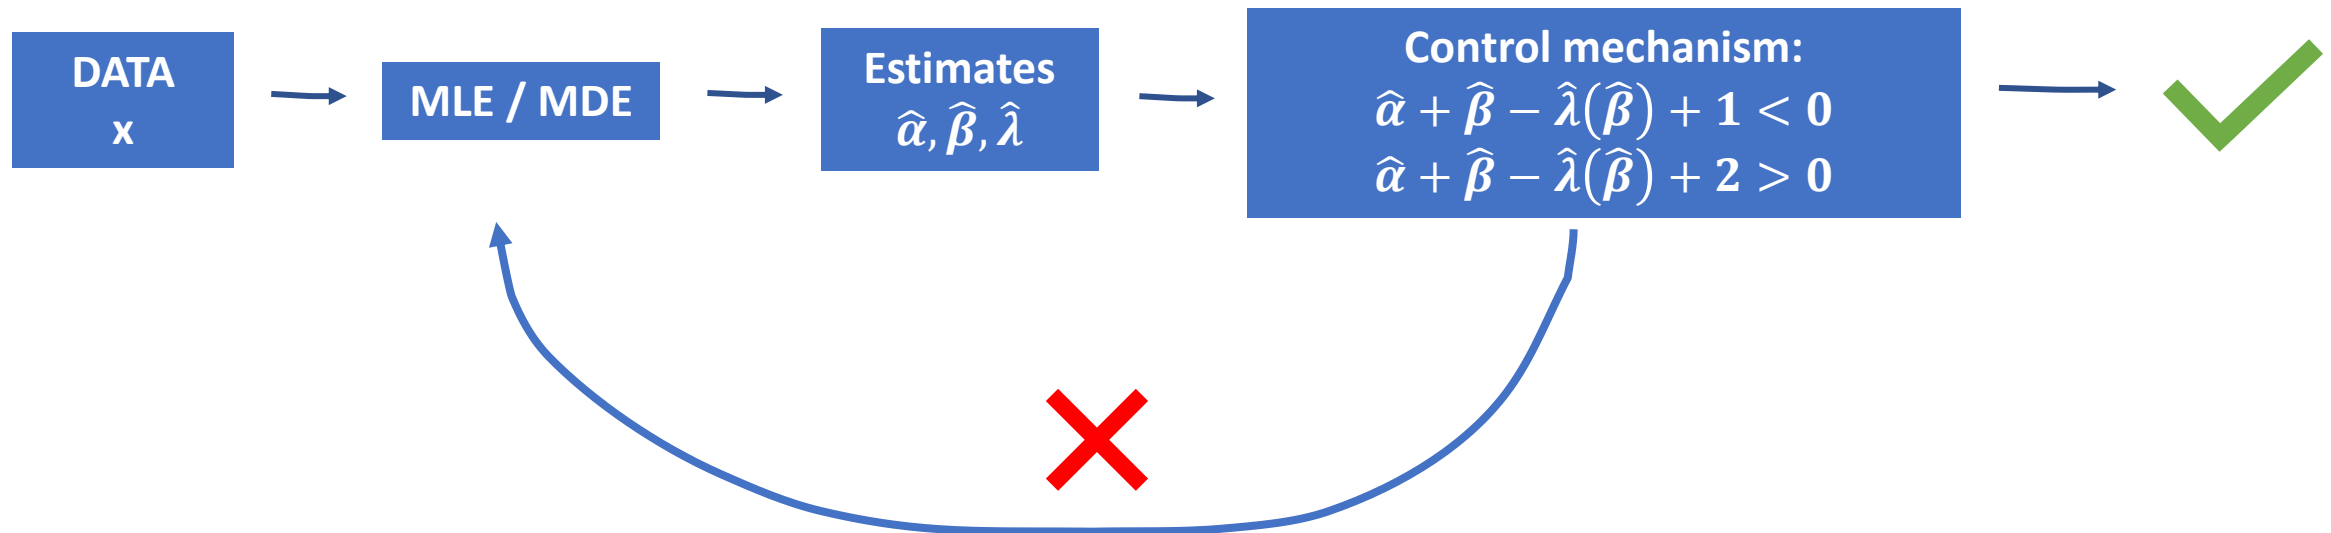 DATA
x
MLE / MDE
Estimates
α̂, β̂, λ̂
Control mechanism:
α̂ + β̂ − λ̂(β̂) + 1 < 0
α̂ + β̂ − λ̂(β̂) + 2 > 0